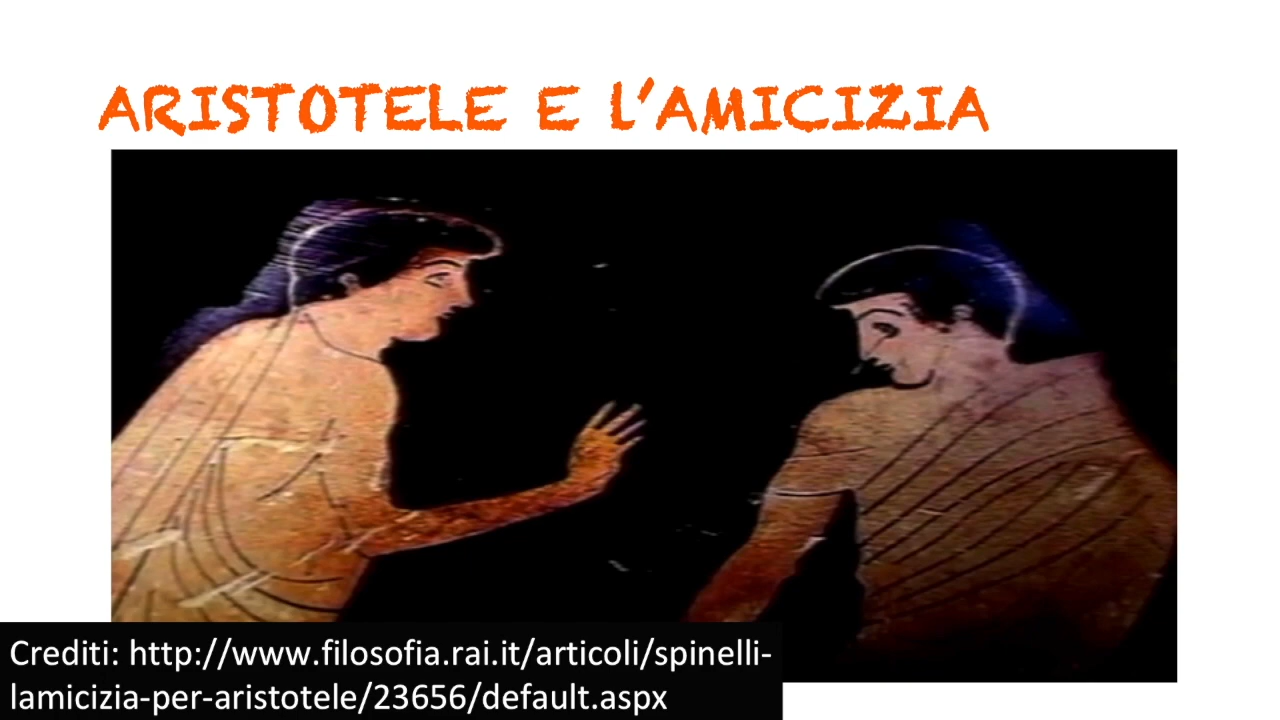 ARISTOTELE E l'AMICIZIA
Crediti: http://www.filosofia.rai.it/articoli/spinelli-
lamicizia-per-aristotele/23656/default.aspx